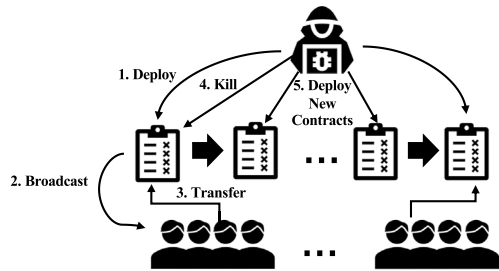 1. Deploy
4. Kill
5. Deploy
New
Contracts
2. Broadcast
3. Transfer